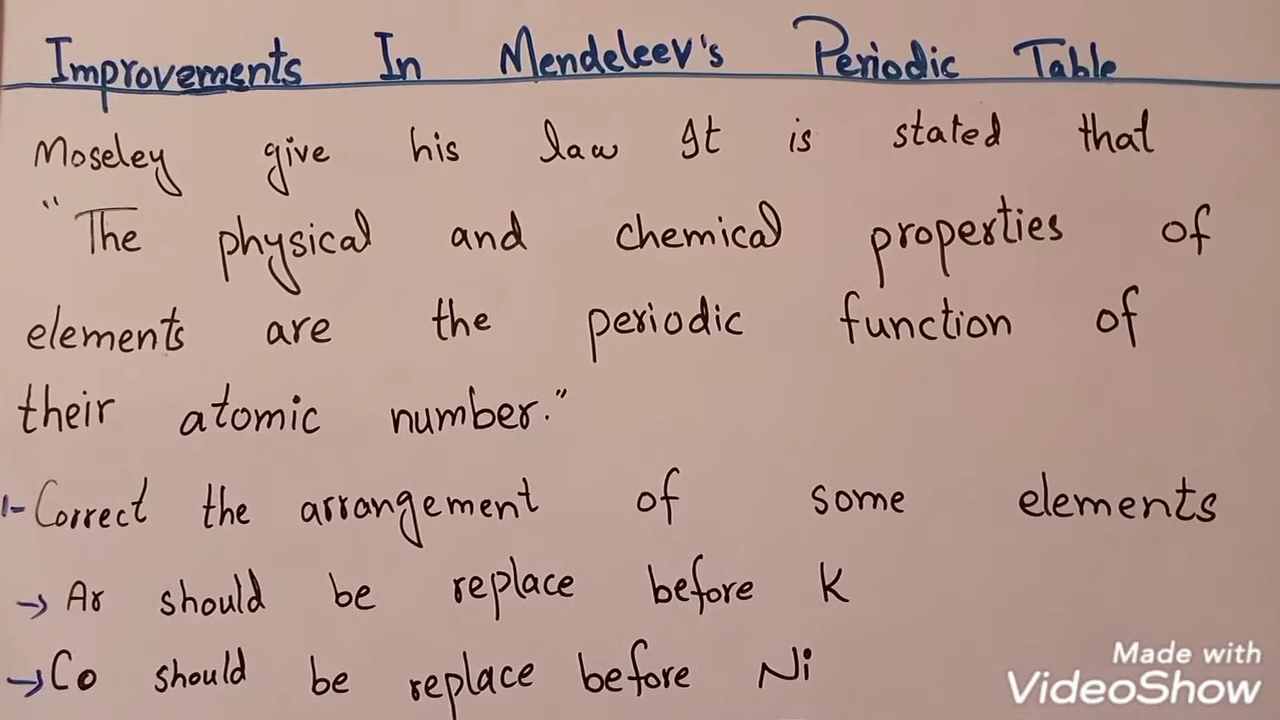 Improvements In Mendeleev's Periodic Table
Moseley give his law It is stated that
"The physical and chemical properties of
elements are the periodic function of
their atomic number."
1- Correct the arrangement of some elements
→ Ar should be replace before K
→ Co should be replace before Ni
Made with
VideoShow